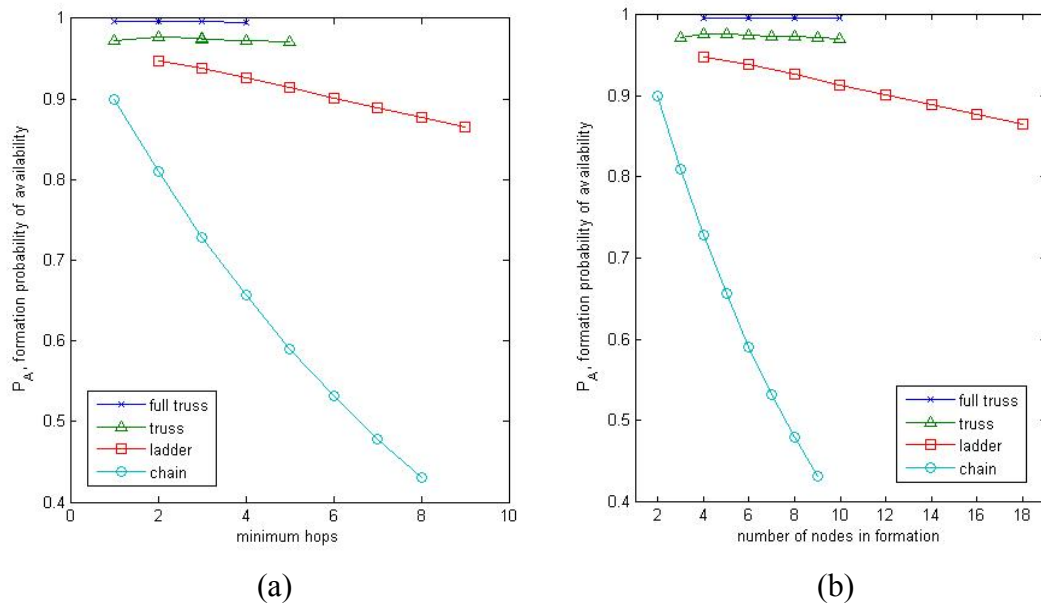 1
0.9
0.8
0.7
0.6
0.5
0.4
0
2
4
6
8
10
P_A, formation probability of availability
minimum hops
full truss
truss
ladder
chain
(a)
1
0.9
0.8
0.7
0.6
0.5
0.4
2
4
6
8
10
12
14
16
18
P_A, formation probability of availability
number of nodes in formation
full truss
truss
ladder
chain
(b)